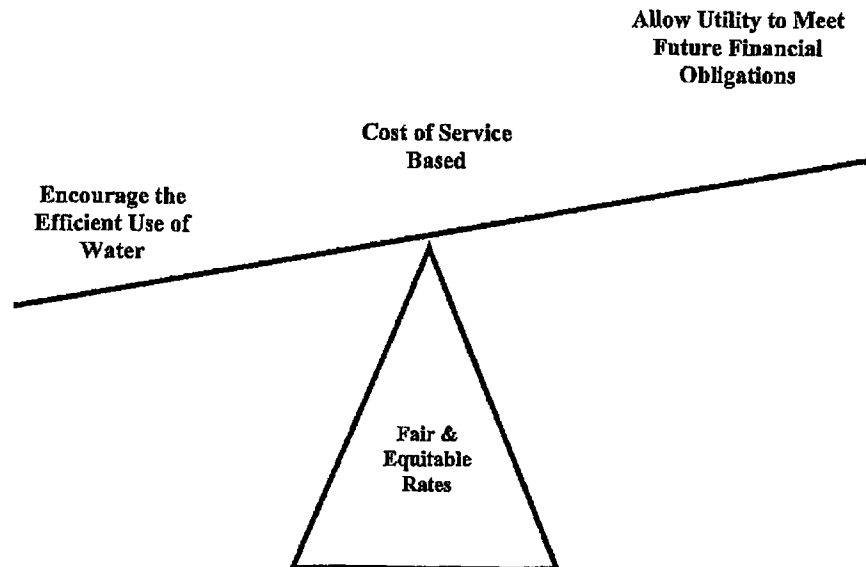 Allow Utility to Meet
Future Financial
Obligations
Cost of Service
Based
Encourage the
Efficient Use of
Water
Fair &
Equitable
Rates